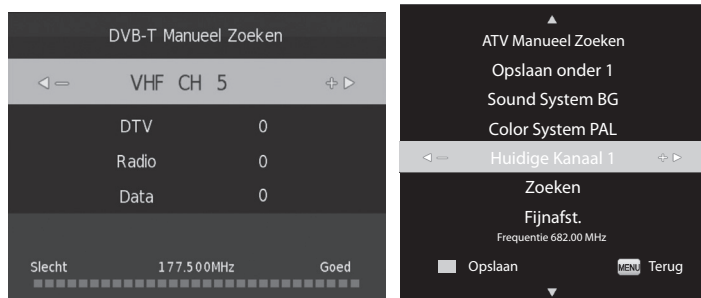 DVB-T Manueel Zoeken
VHF CH 5
DTV 0
Radio 0
Data 0
Slecht 177.500MHz Goed
ATV Manueel Zoeken
Opslaan onder 1
Sound System BG
Color System PAL
Huidige Kanaal 1
Zoeken
Fijnafst.
Frequentie 682.00 MHz
Opslaan MENU Terug